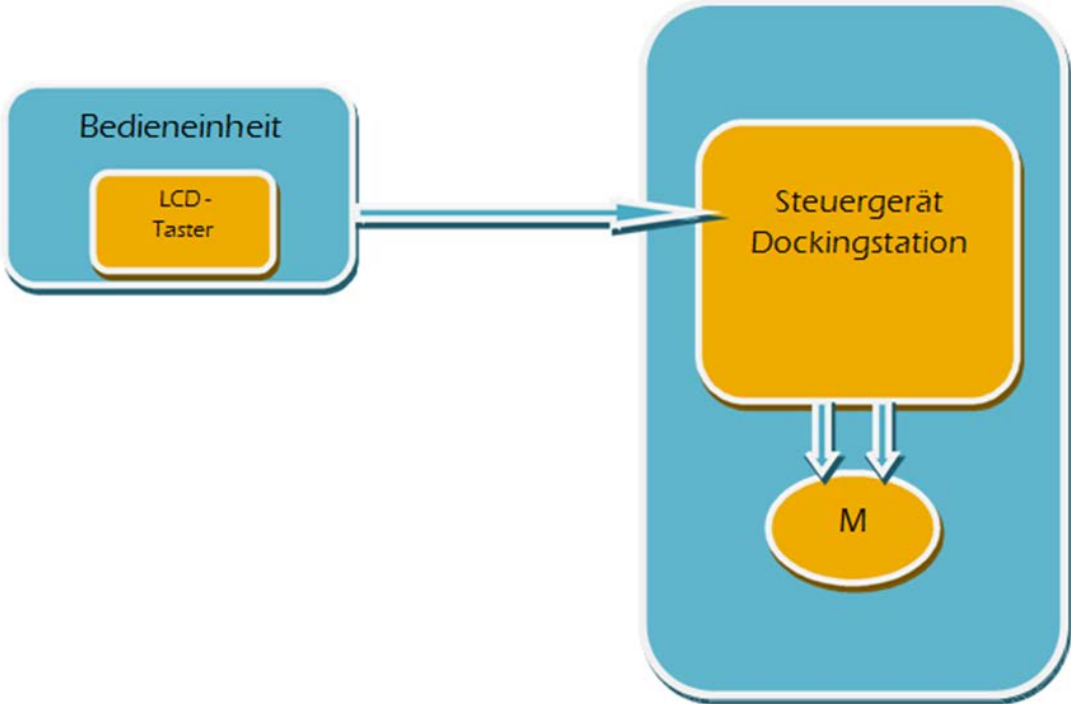 Bedieneinheit
LCD-
Taster
Steuergerät
Dockingstation
M